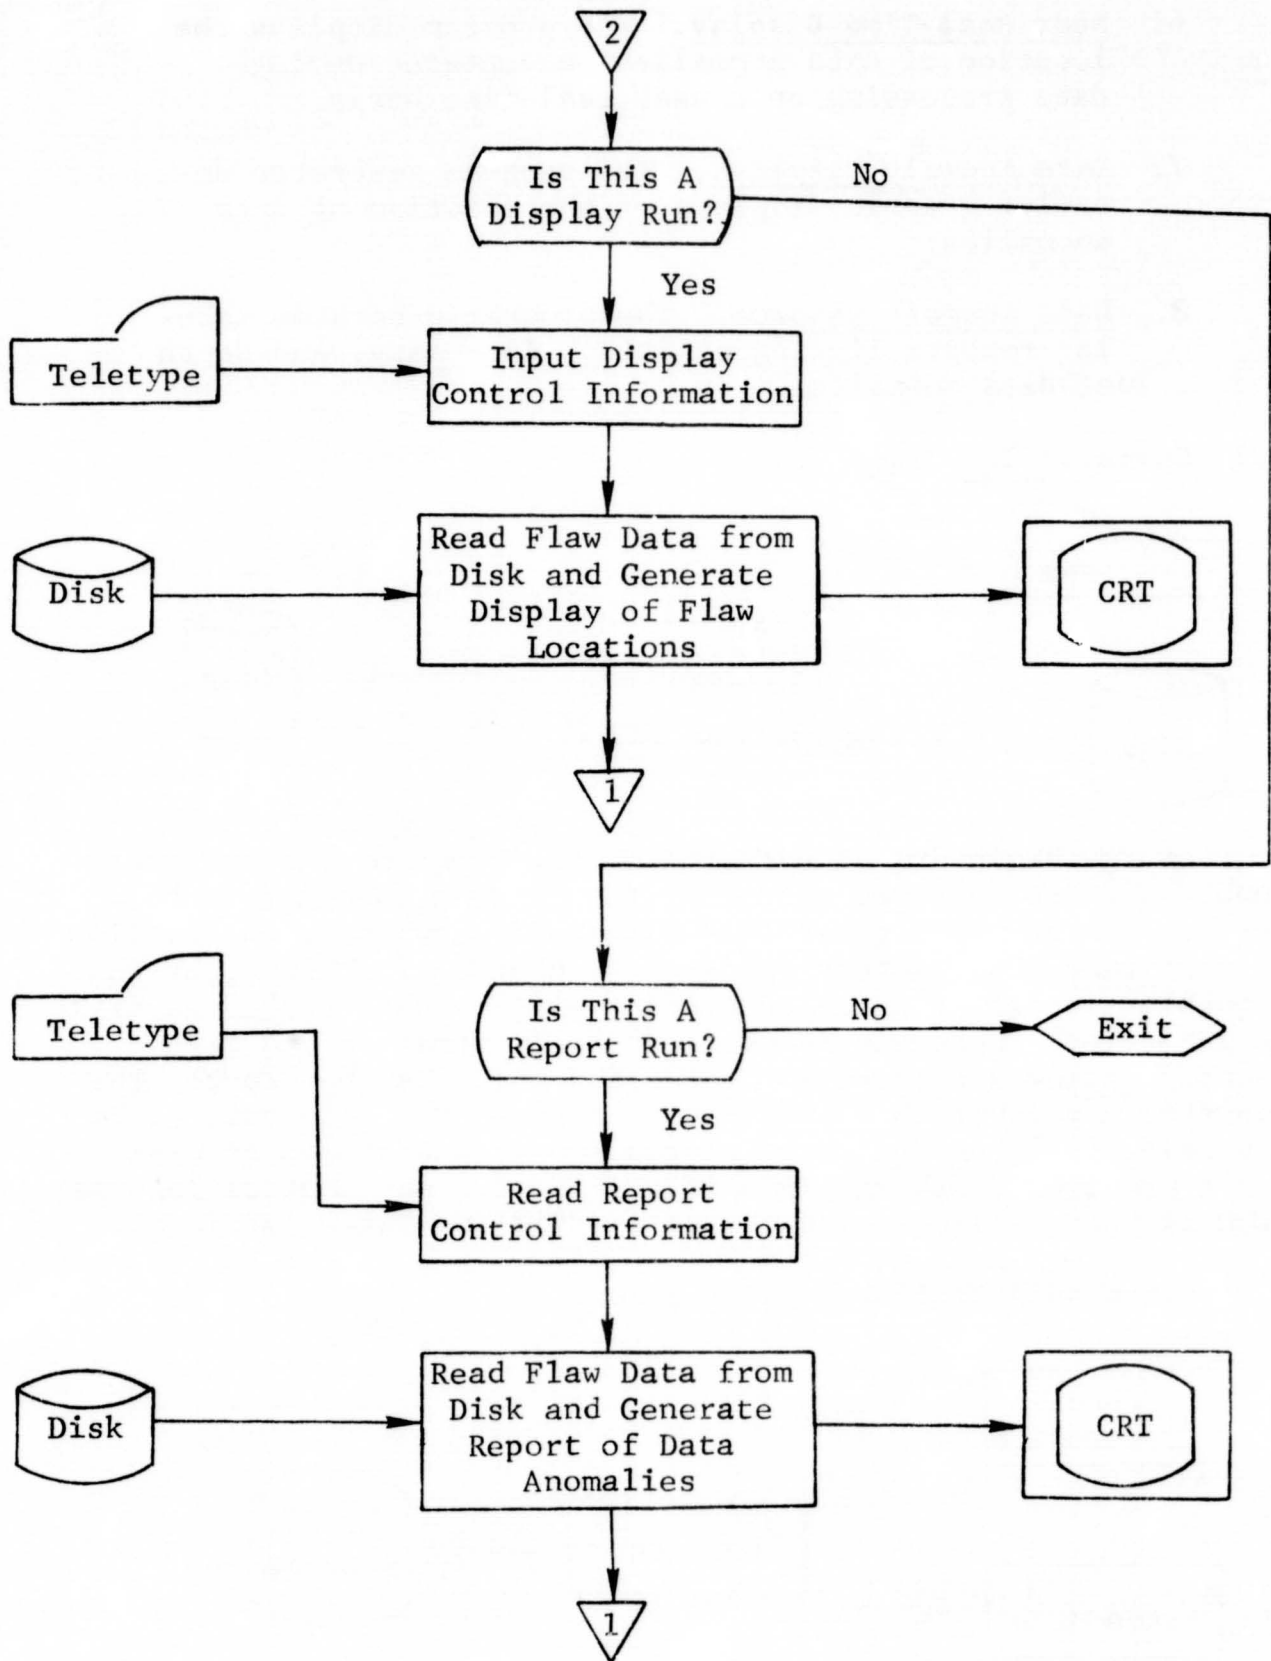 2
Is This A
Display Run?
No
Yes
Teletype
Input Display
Control Information
Disk
Read Flaw Data from
Disk and Generate
Display of Flaw
Locations
CRT
1
Teletype
Is This A
Report Run?
No
Exit
Yes
Read Report
Control Information
Disk
Read Flaw Data from
Disk and Generate
Report of Data
Anomalies
CRT
1